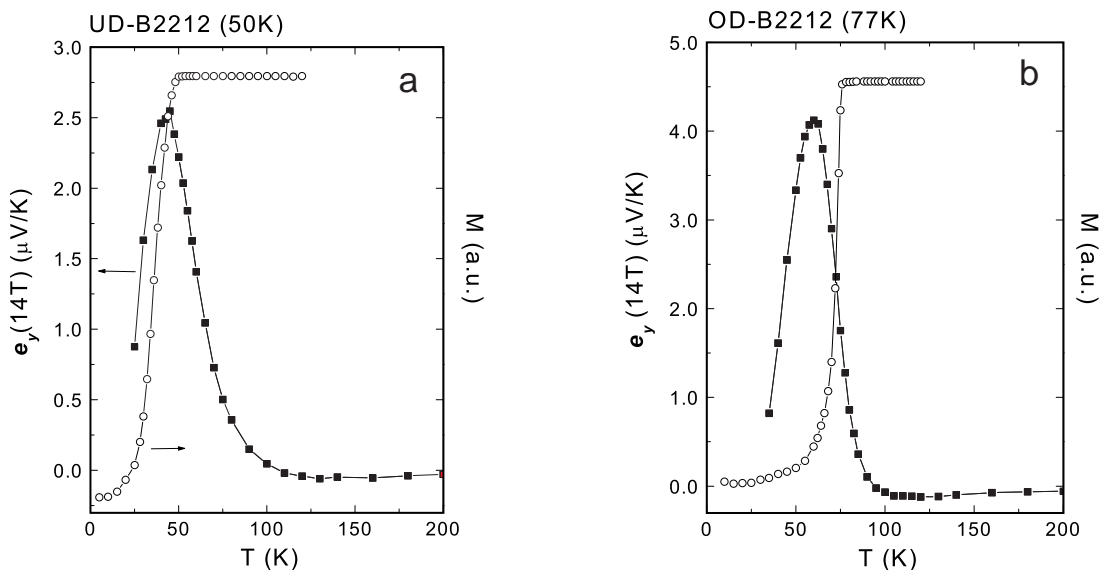 UD-B2212 (50K)
a
3.0
2.5
2.0
1.5
1.0
0.5
0.0
0
50
100
150
200
T (K)
e_y(14T) (μV/K)
M (a.u.)
OD-B2212 (77K)
b
5.0
4.0
3.0
2.0
1.0
0.0
0
50
100
150
200
T (K)
e_y (14T) (μV/K)
M (a.u.)